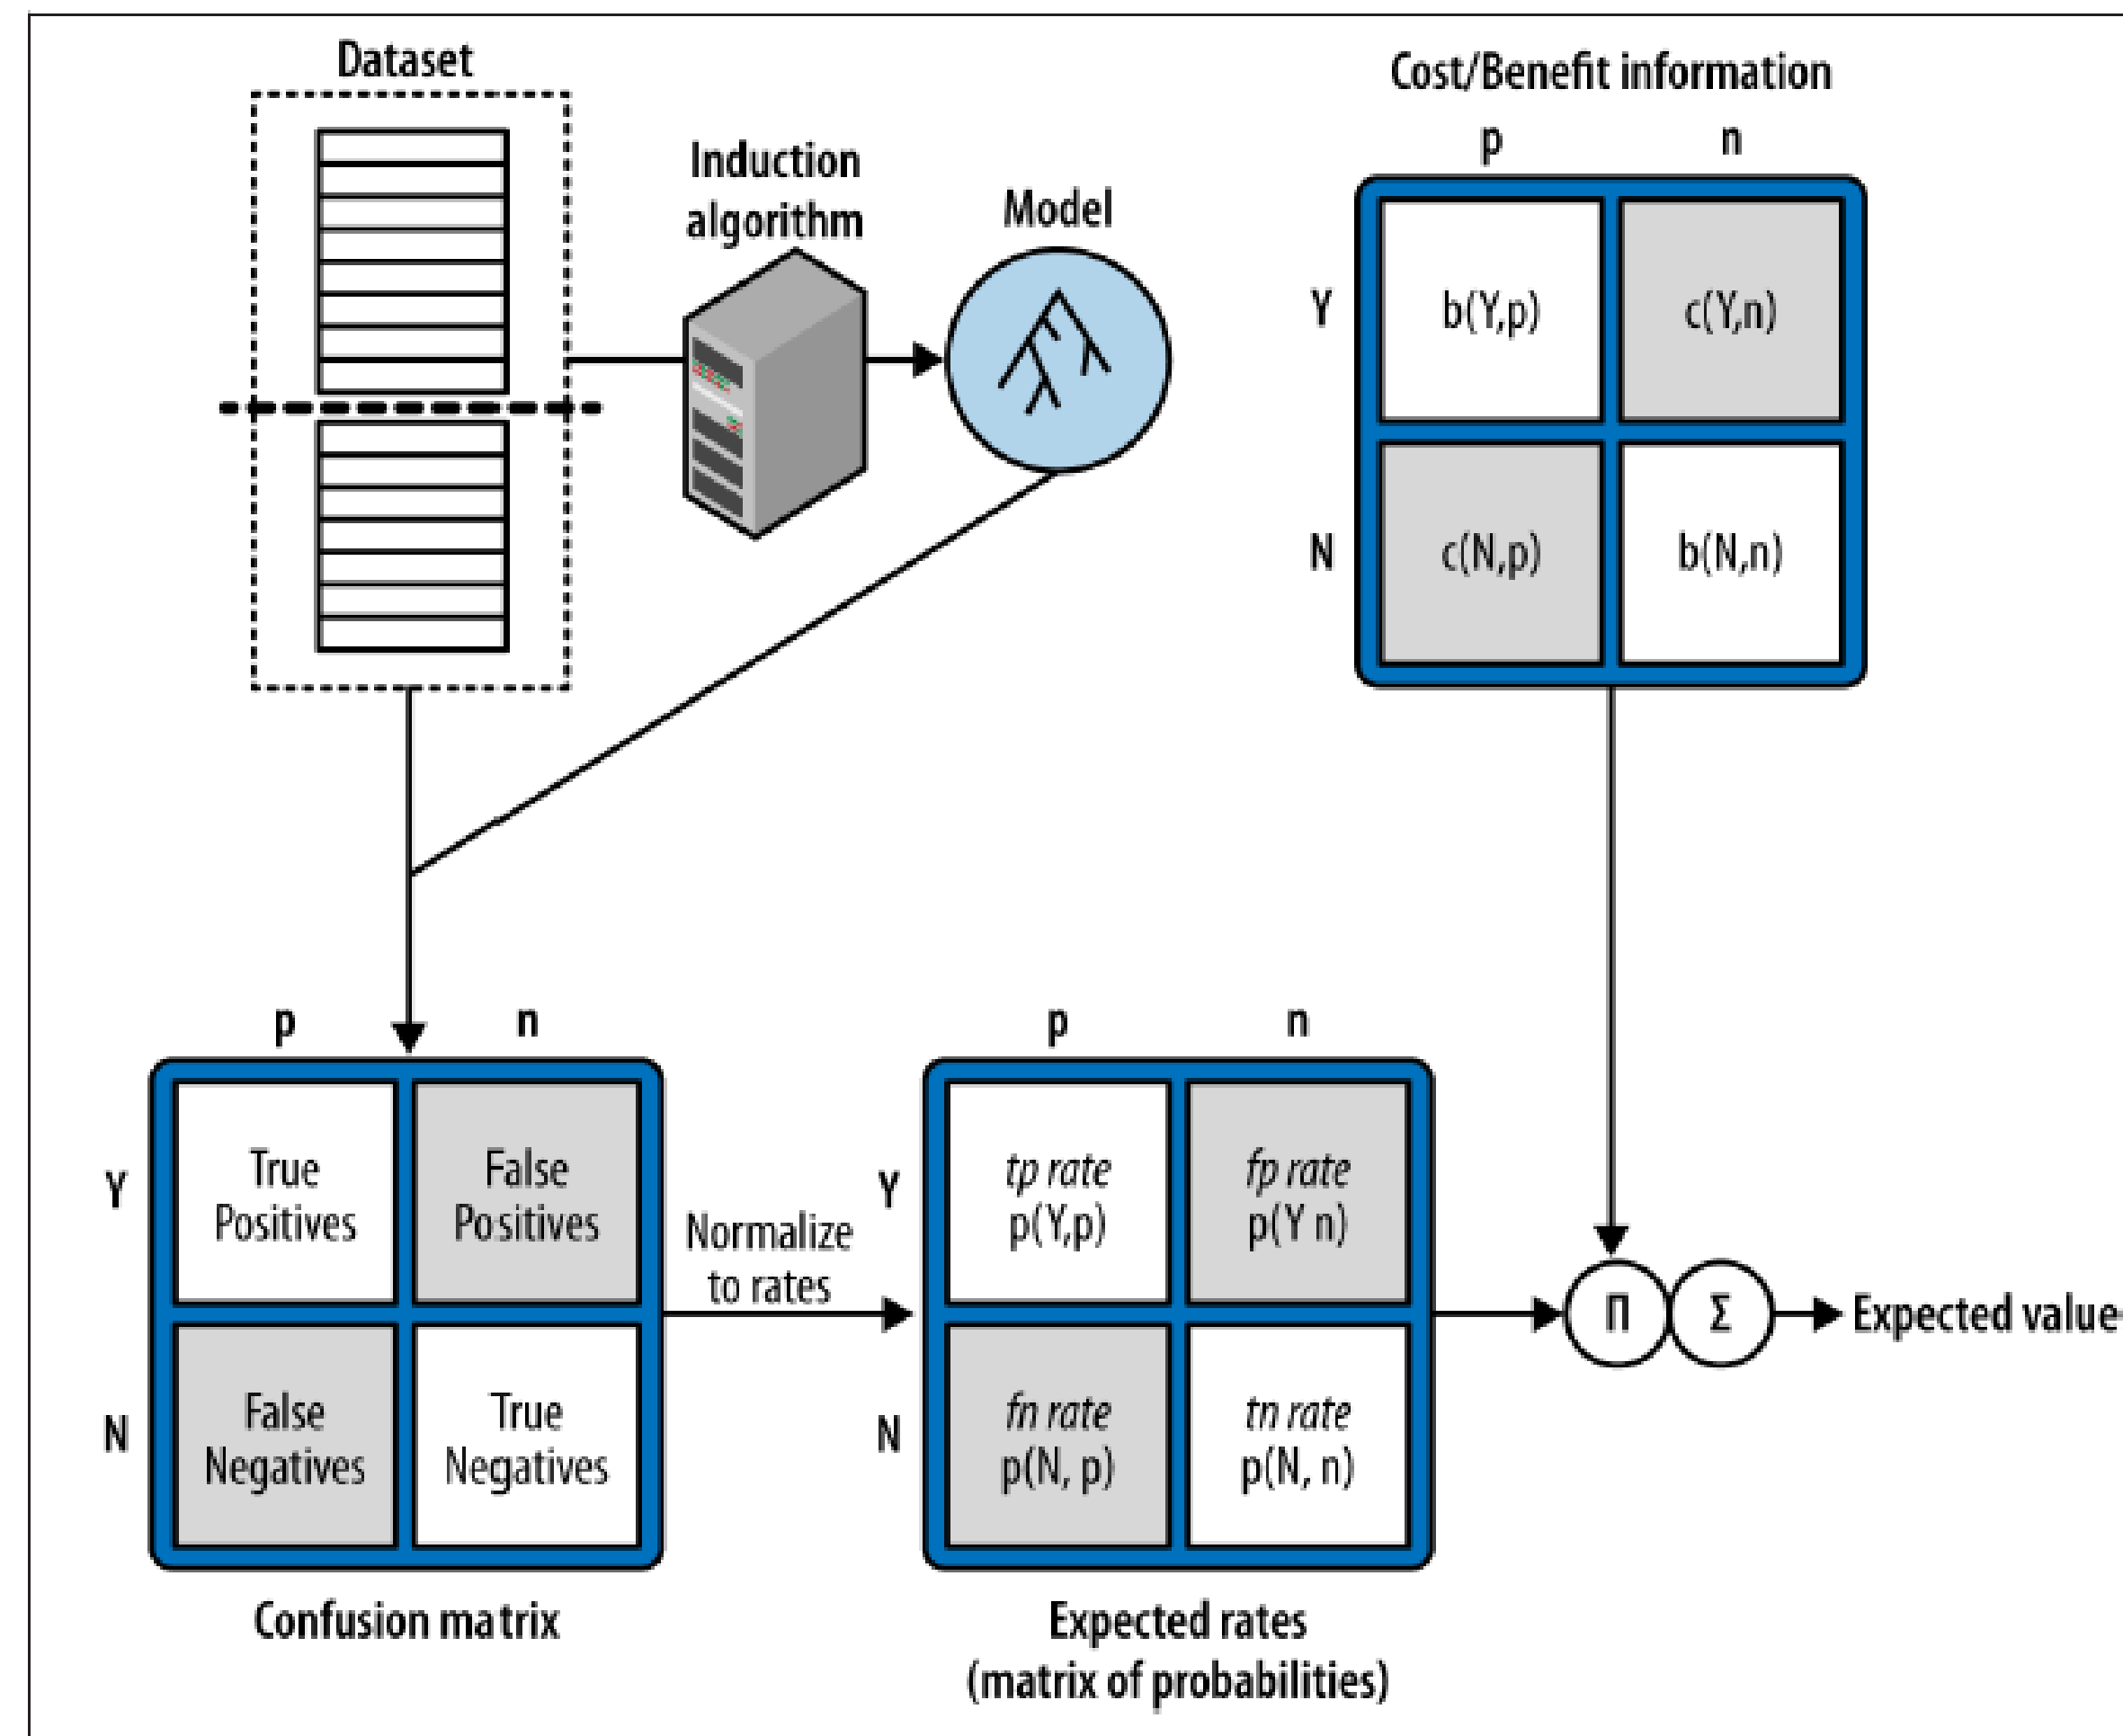 Dataset
Induction
algorithm
Model
Cost/Benefit information
p n
Y b(Y,p) c(Y,n)
N c(N,p) b(N,n)
p n
Y
True
Positives
False
Positives
N
False
Negatives
True
Negatives
Confusion matrix
Normalize
to rates
p n
Y
tp rate
p(Y,p)
fp rate
p(Y n)
N
fn rate
p(N, p)
tn rate
p(N, n)
Expected rates
(matrix of probabilities)
Π Σ
Expected value